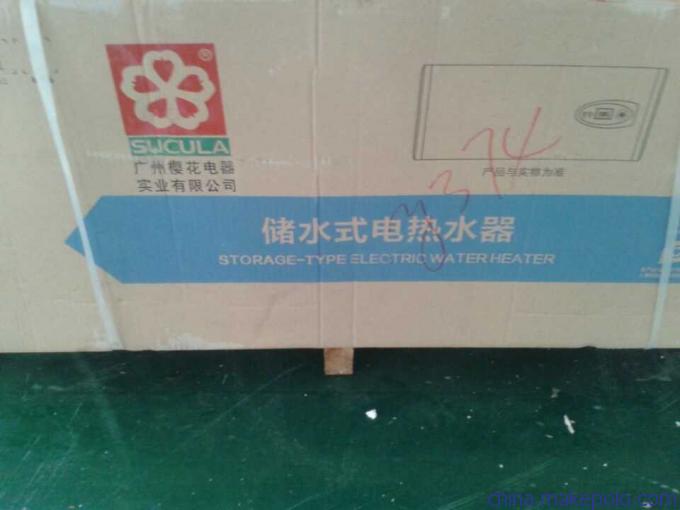 ®
SUCULA
广州樱花电器
实业有限公司
产品与实物为准
3374
储水式电热水器
STORAGE-TYPE ELECTRIC WATER HEATER
china.makepolo.com